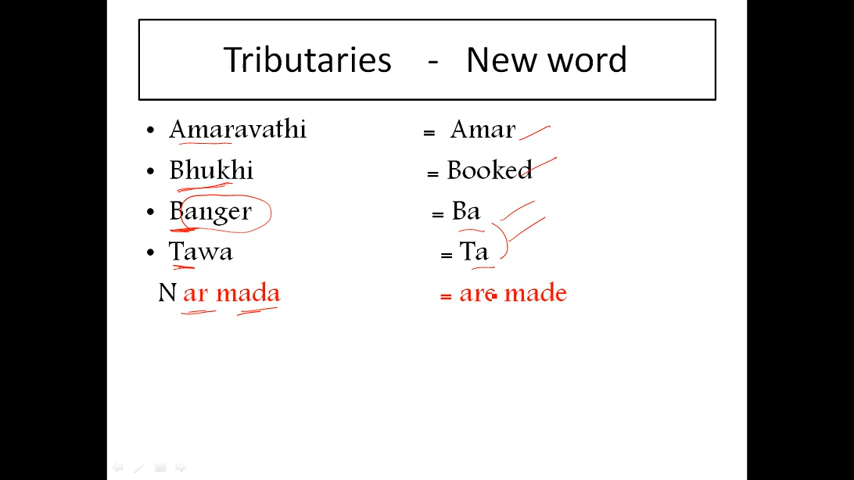 Tributaries - New word
• Amaravathi = Amar
• Bhukhi = Booked
• Banger = Ba
• Tawa = Ta
N ar mada = are made